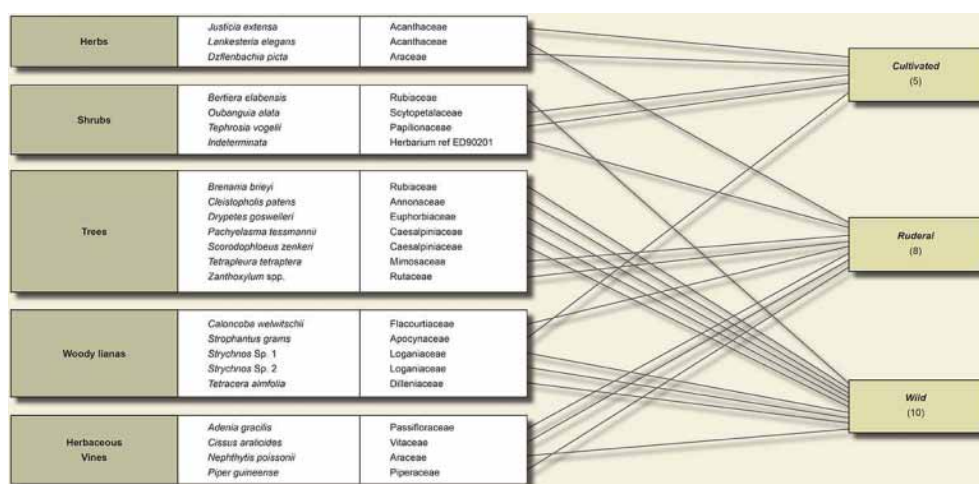 Herbs
Justicia extensa Acanthaceae
Lankesteria elegans Acanthaceae
Dzflenbachia picta Araceae
Shrubs
Bertiera elabensis Rubiaceae
Oubanguia alata Scytopetalaceae
Tephrosia vogelii Papilionaceae
Indeterminata Herbarium ref ED90201
Trees
Brenania brieyi Rubiaceae
Cleistopholis patens Annonaceae
Drypetes goswelleri Euphorbiaceae
Pachyelasma tessmannii Caesalpiniaceae
Scorodophloeus zenkeri Caesalpiniaceae
Tetrapleura tetraptera Mimosaceae
Zanthoxylum spp. Rutaceae
Woody lianas
Caloncoba welwitschii Flacourtiaceae
Strophantus grams Apocynaceae
Strychnos Sp. 1 Loganiaceae
Strychnos Sp. 2 Loganiaceae
Tetracera aimfolia Dilleniaceae
Herbaceous
Vines
Adenia gracilis Passifloraceae
Cissus aralioides Vitaceae
Nephthytis poissonii Araceae
Piper guineense Piperaceae
Cultivated
(5)
Ruderal
(8)
Wild
(10)